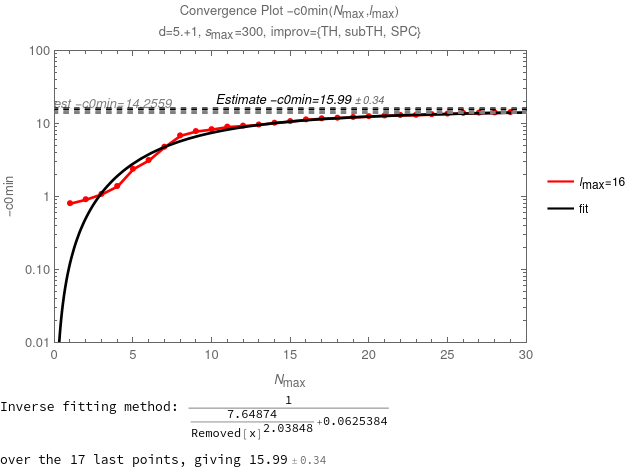 Convergence Plot −c0min(Nmax,lmax)
d=5.+1, smax=300, improv={TH, subTH, SPC}
100
est −c0min=14.2559
Estimate −c0min=15.99 ±0.34
10
1
0.10
0.01
−c0min
0 5 10 15 20 25 30
Nmax
lmax=16
fit
Inverse fitting method: 1
7.64874
Removed[x]^2.03848 +0.0625384
over the 17 last points, giving 15.99 ±0.34